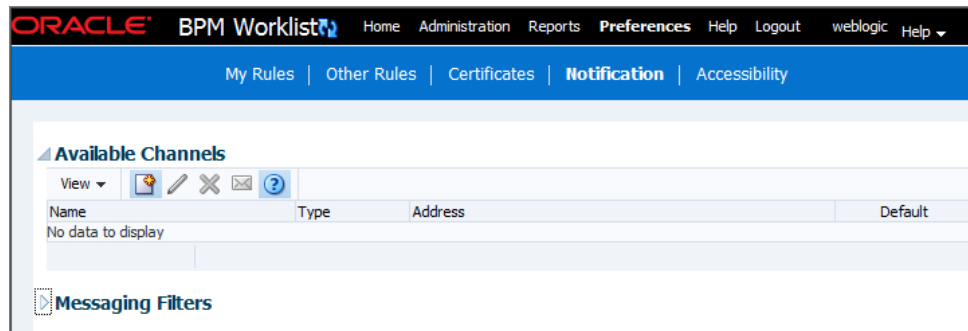 ORACLE BPM Worklist Home Administration Reports Preferences Help Logout weblogic Help
My Rules | Other Rules | Certificates | Notification | Accessibility
Available Channels
View
Name Type Address Default
No data to display
Messaging Filters